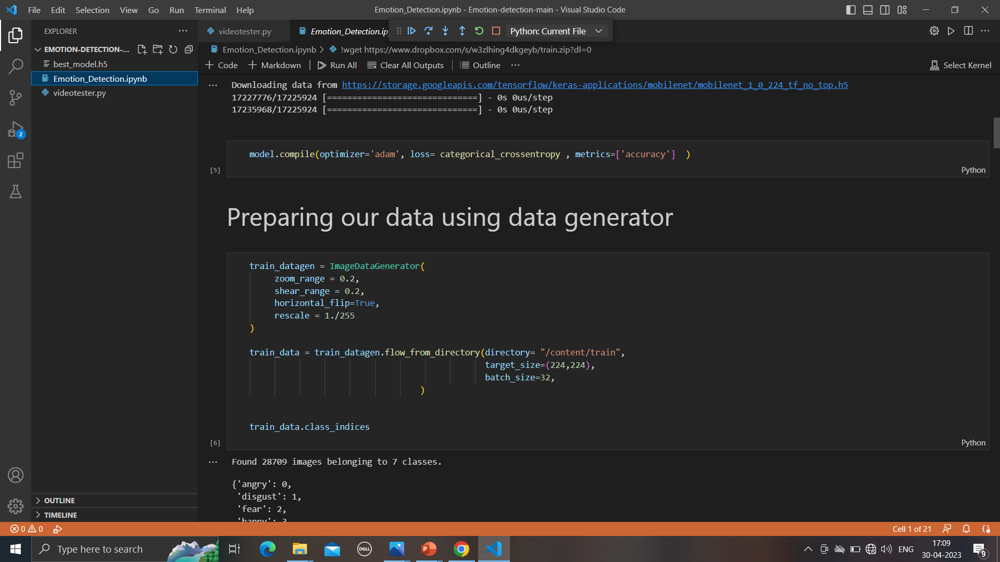 File Edit Selection View Go Run Terminal Help
Emotion_Detection.ipynb - Emotion-detection-main - Visual Studio Code
EXPLORER
videotester.py
Emotion_Detection.ip
Python: Current File
EMOTION-DETECTION-...
best_model.h5
Emotion_Detection.ipynb
videotester.py
Emotion_Detection.ipynb > !wget https://www.dropbox.com/s/w3zlhing4dkgeyb/train.zip?dl=0
+ Code + Markdown Run All Clear All Outputs Outline ... Select Kernel
... Downloading data from https://storage.googleapis.com/tensorflow/keras-applications/mobilenet/mobilenet_1_0_224_tf_no_top.h5
17227776/17225924 [==============================] - 0s 0us/step
17235968/17225924 [==============================] - 0s 0us/step
model.compile(optimizer='adam', loss= categorical_crossentropy , metrics=['accuracy'] )
[5]
Python
Preparing our data using data generator
train_datagen = ImageDataGenerator(
zoom_range = 0.2,
shear_range = 0.2,
horizontal_flip=True,
rescale = 1./255
)
train_data = train_datagen.flow_from_directory(directory= "/content/train",
target_size=(224,224),
batch_size=32,
)
train_data.class_indices
[6]
Python
... Found 28709 images belonging to 7 classes.
{'angry': 0,
'disgust': 1,
'fear': 2,
'happy': 3
2
OUTLINE
TIMELINE
0 0
Cell 1 of 21
Type here to search
DELL
ENG
17:09
30-04-2023
9